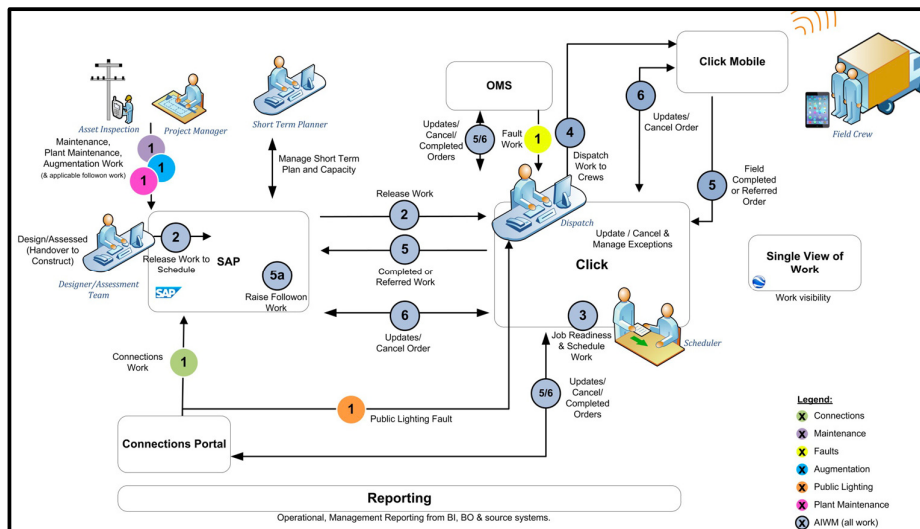 Asset Inspection
Project Manager
Short Term Planner
Maintenance,
Plant Maintenance,
Augmentation Work
(& applicable followon work)
1
1
1
Manage Short Term
Plan and Capacity
OMS
Updates/
Cancel/
Completed
Orders
5/6
Fault
Work
1
4
Dispatch
Work to
Crews
Click Mobile
6
Updates/
Cancel Order
Field Crew
5
Field
Completed
or Referred
Order
Design/Assessed
(Handover to
Construct)
2
Release Work to
Schedule
SAP
SAP
5a
Raise Followon
Work
Designer/Assessment
Team
Release Work
2
5
Completed or
Referred Work
6
Updates/
Cancel Order
Dispatch
Update / Cancel &
Manage Exceptions
Click
3
Job Readiness
& Schedule
Work
Scheduler
Single View of
Work
Work visibility
Connections
Work
1
1
Public Lighting Fault
5/6
Updates/
Cancel/
Completed
Orders
Connections Portal
Reporting
Operational, Management Reporting from BI, BO & source systems.
Legend:
X Connections
X Maintenance
X Faults
X Augmentation
X Public Lighting
X Plant Maintenance
X AIWM (all work)